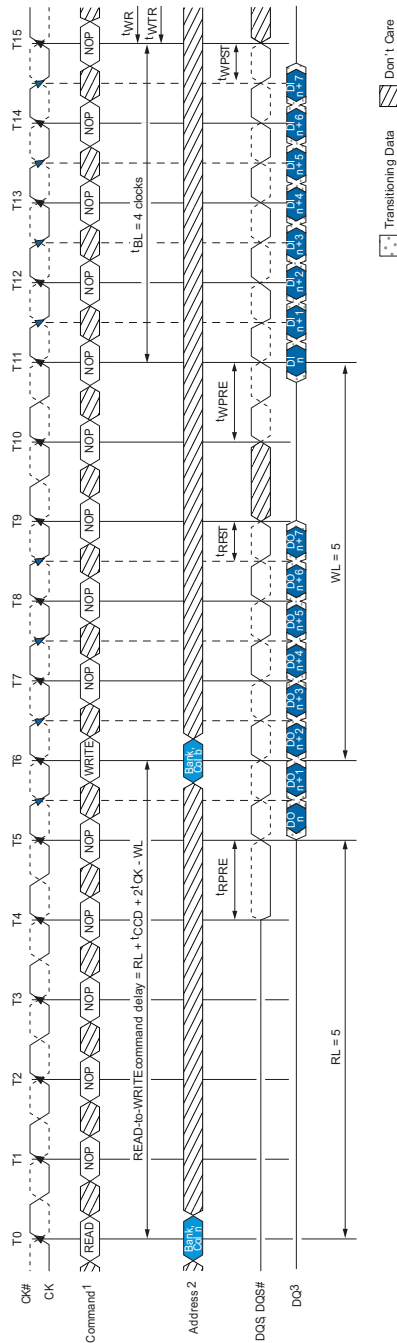 T0 T1 T2 T3 T4 T5 T6 T7 T8 T9 T10 T11 T12 T13 T14 T15
CK#
CK
Command1 READ NOP NOP NOP NOP NOP WRITE NOP NOP NOP NOP NOP NOP NOP NOP NOP
READ-to-WRITEcommand delay = RL + tCCD + 2tCK - WL
tBL = 4 clocks
tWR
tWTR
Address2
Bank,
Col n
Bank,
Col b
tRPRE tRPST tWPRE tWPST
DQS, DQS#
DQ3
DO
n
DO
n + 1
DO
n + 2
DO
n + 3
DO
n + 4
DO
n + 5
DO
n + 6
DO
n + 7
DI
n
DI
n + 1
DI
n + 2
DI
n + 3
DI
n + 4
DI
n + 5
DI
n + 6
DI
n + 7
RL = 5
WL = 5
Transitioning Data
Don't Care